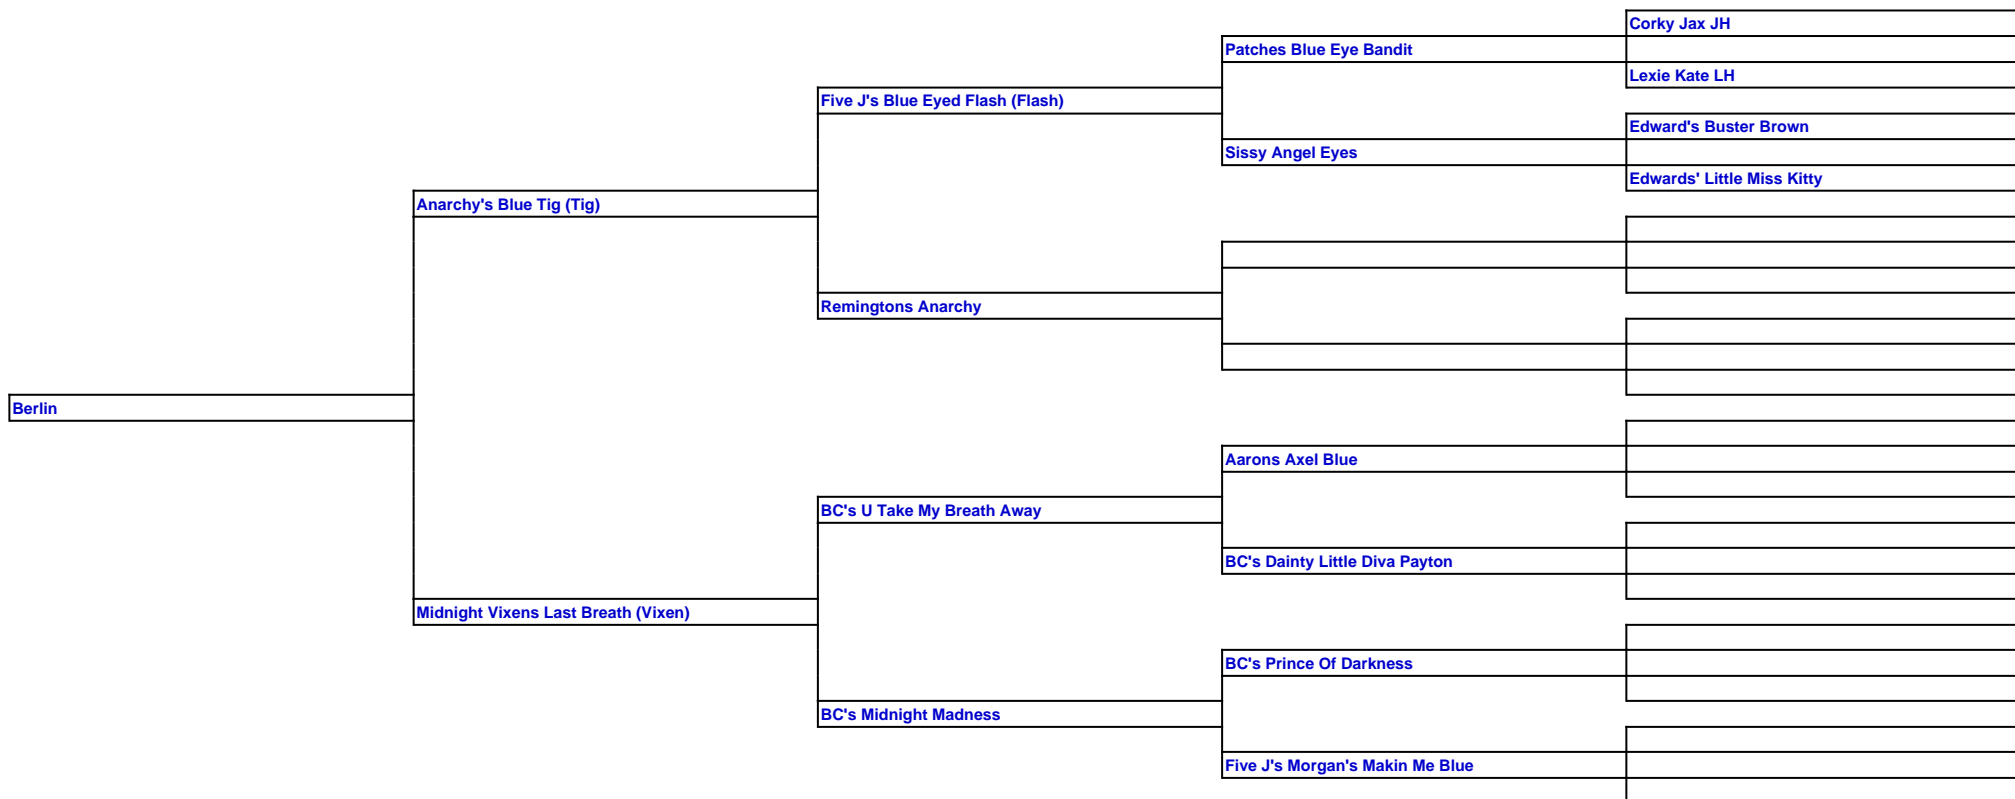 Corky Jax JH
Patches Blue Eye Bandit
Lexie Kate LH
Five J's Blue Eyed Flash (Flash)
Edward's Buster Brown
Sissy Angel Eyes
Edwards' Little Miss Kitty
Anarchy's Blue Tig (Tig)
Remingtons Anarchy
Berlin
Aarons Axel Blue
BC's U Take My Breath Away
BC's Dainty Little Diva Payton
Midnight Vixens Last Breath (Vixen)
BC's Prince Of Darkness
BC's Midnight Madness
Five J's Morgan's Makin Me Blue